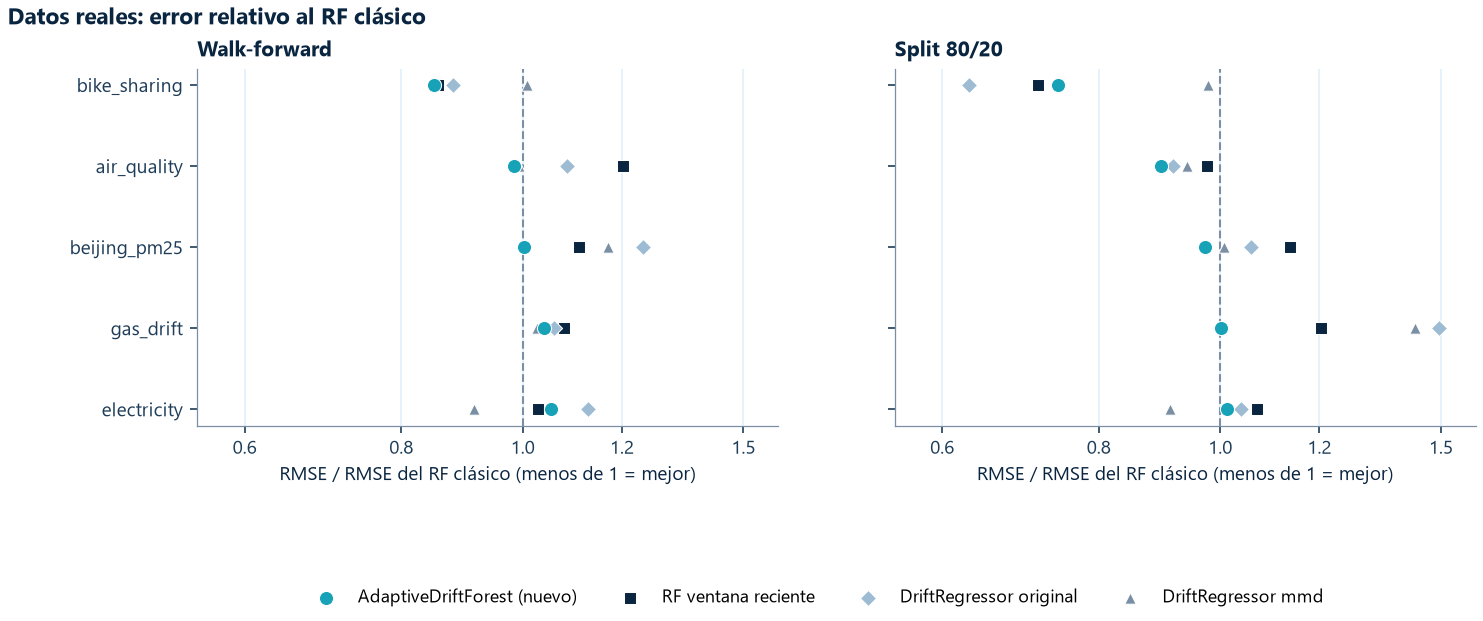 Datos reales: error relativo al RF clásico
Walk-forward
Split 80/20
bike_sharing
air_quality
beijing_pm25
gas_drift
electricity
0.6 0.8 1.0 1.2 1.5
0.6 0.8 1.0 1.2 1.5
RMSE / RMSE del RF clásico (menos de 1 = mejor)
RMSE / RMSE del RF clásico (menos de 1 = mejor)
AdaptiveDriftForest (nuevo) RF ventana reciente DriftRegressor original DriftRegressor mmd